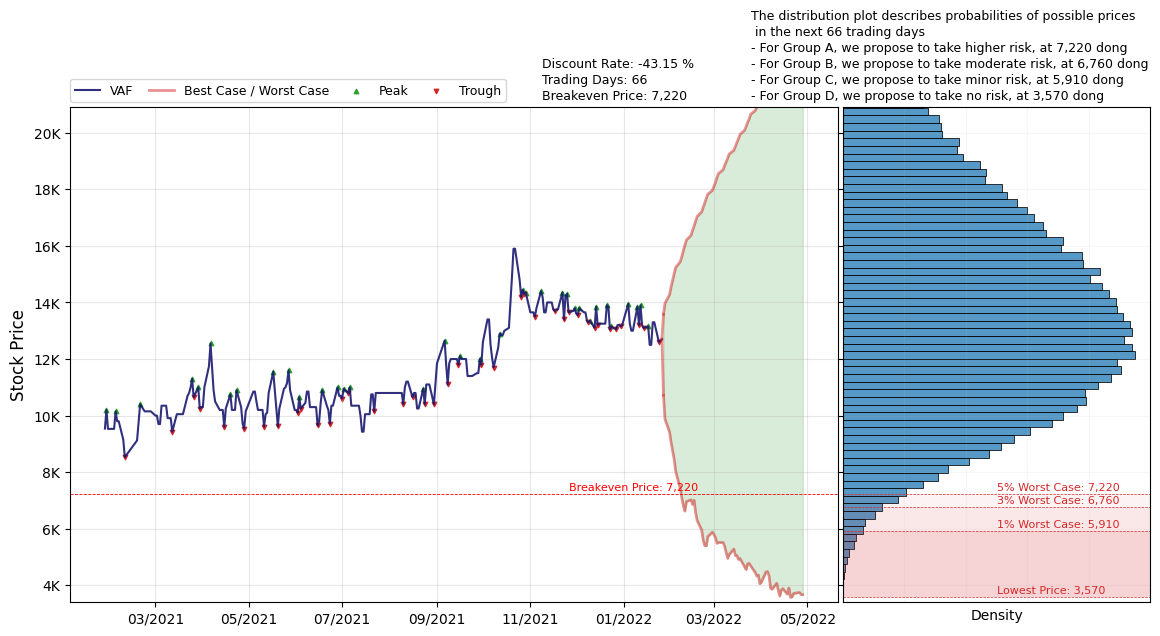 The distribution plot describes probabilities of possible prices
in the next 66 trading days
- For Group A, we propose to take higher risk, at 7,220 dong
- For Group B, we propose to take moderate risk, at 6,760 dong
- For Group C, we propose to take minor risk, at 5,910 dong
- For Group D, we propose to take no risk, at 3,570 dong
Discount Rate: -43.15 %
Trading Days: 66
Breakeven Price: 7,220
VAF
Best Case / Worst Case
Peak
Trough
Stock Price
20K
18K
16K
14K
12K
10K
8K
6K
4K
Breakeven Price: 7,220
5% Worst Case: 7,220
3% Worst Case: 6,760
1% Worst Case: 5,910
Lowest Price: 3,570
03/2021
05/2021
07/2021
09/2021
11/2021
01/2022
03/2022
05/2022
Density